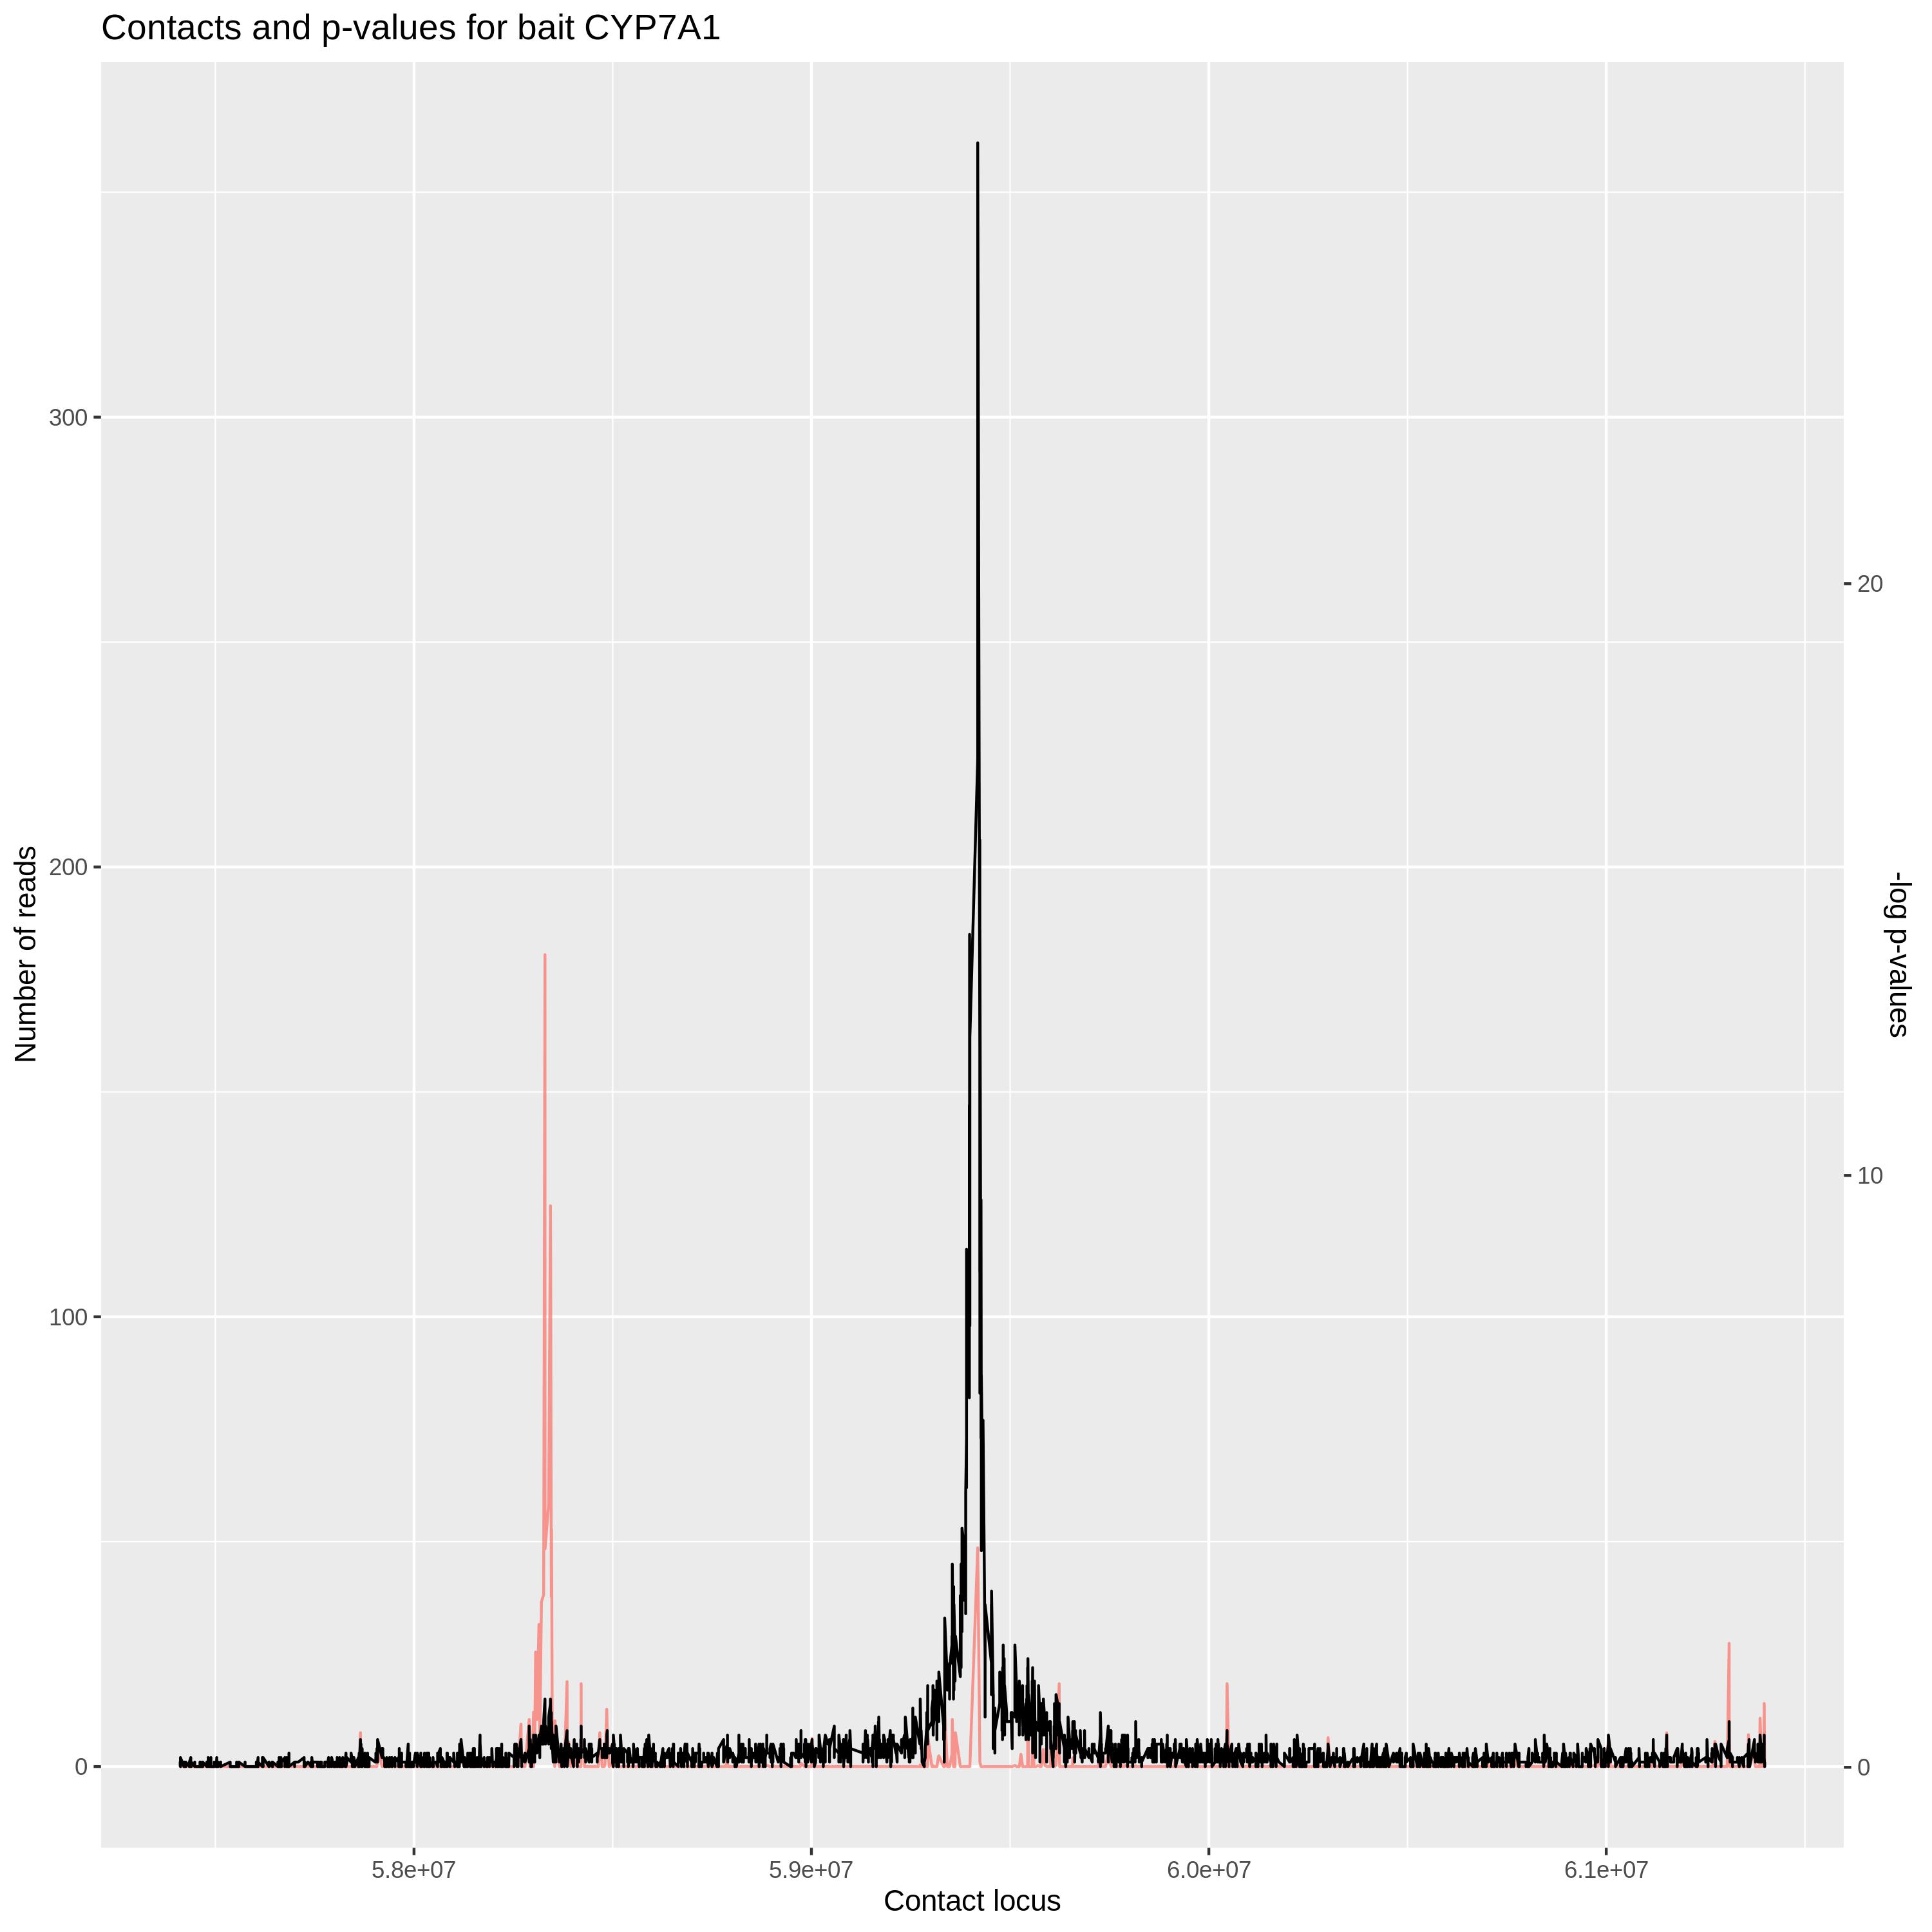 Contacts and p-values for bait CYP7A1
Number of reads
300
200
100
0
20
10
0
-log p-values
5.8e+07
5.9e+07
6.0e+07
6.1e+07
Contact locus